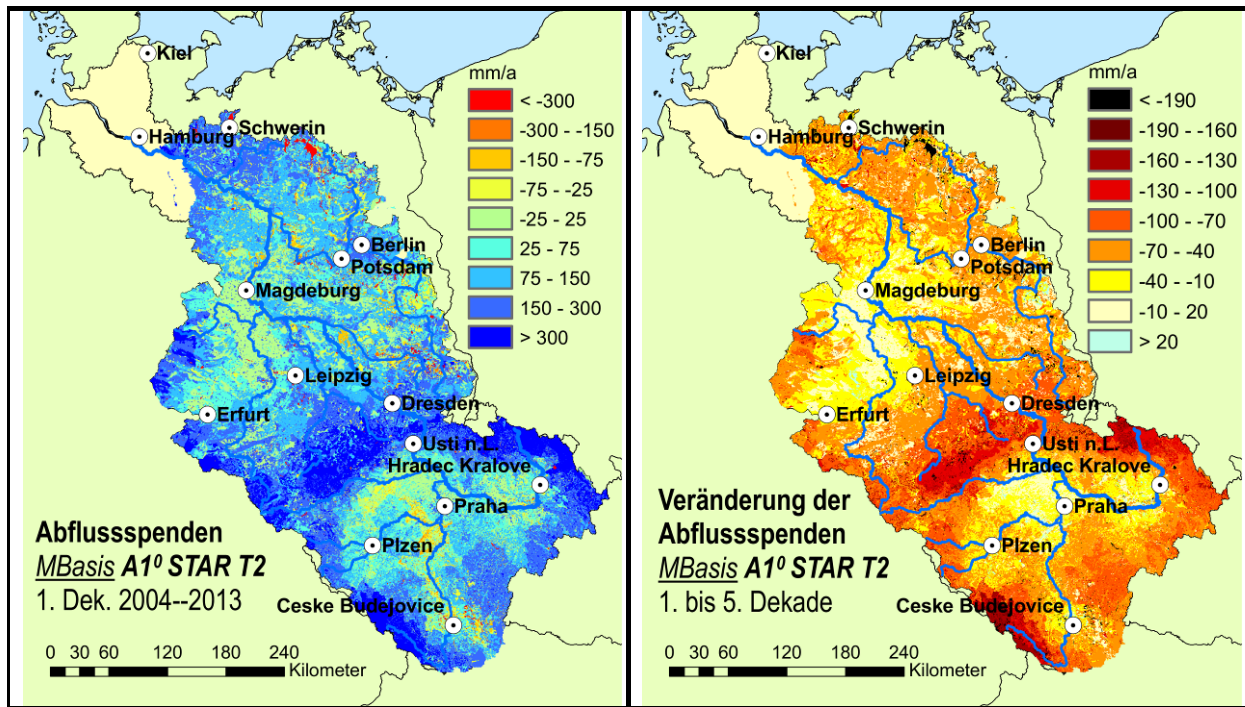 Kiel
mm/a
< -300
-300 - -150
-150 - -75
-75 - -25
-25 - 25
25 - 75
75 - 150
150 - 300
> 300
Hamburg
Schwerin
Berlin
Potsdam
Magdeburg
Leipzig
Erfurt
Dresden
Usti n.L.
Hradec Kralove
Praha
Plzen
Ceske Budejovice
Abflussspenden
MBasis A1⁰ STAR T2
1. Dek. 2004--2013
0 15 30 60 120 180 240
Kilometer
Kiel
mm/a
< -190
-190 - -160
-160 - -130
-130 - -100
-100 - -70
-70 - -40
-40 - -10
-10 - 20
> 20
Hamburg
Schwerin
Berlin
Potsdam
Magdeburg
Leipzig
Erfurt
Dresden
Usti n.L.
Hradec Kralove
Praha
Plzen
Ceske Budejovice
Veränderung der
Abflussspenden
MBasis A1⁰ STAR T2
1. bis 5. Dekade
0 15 30 60 120 180 240
Kilometer